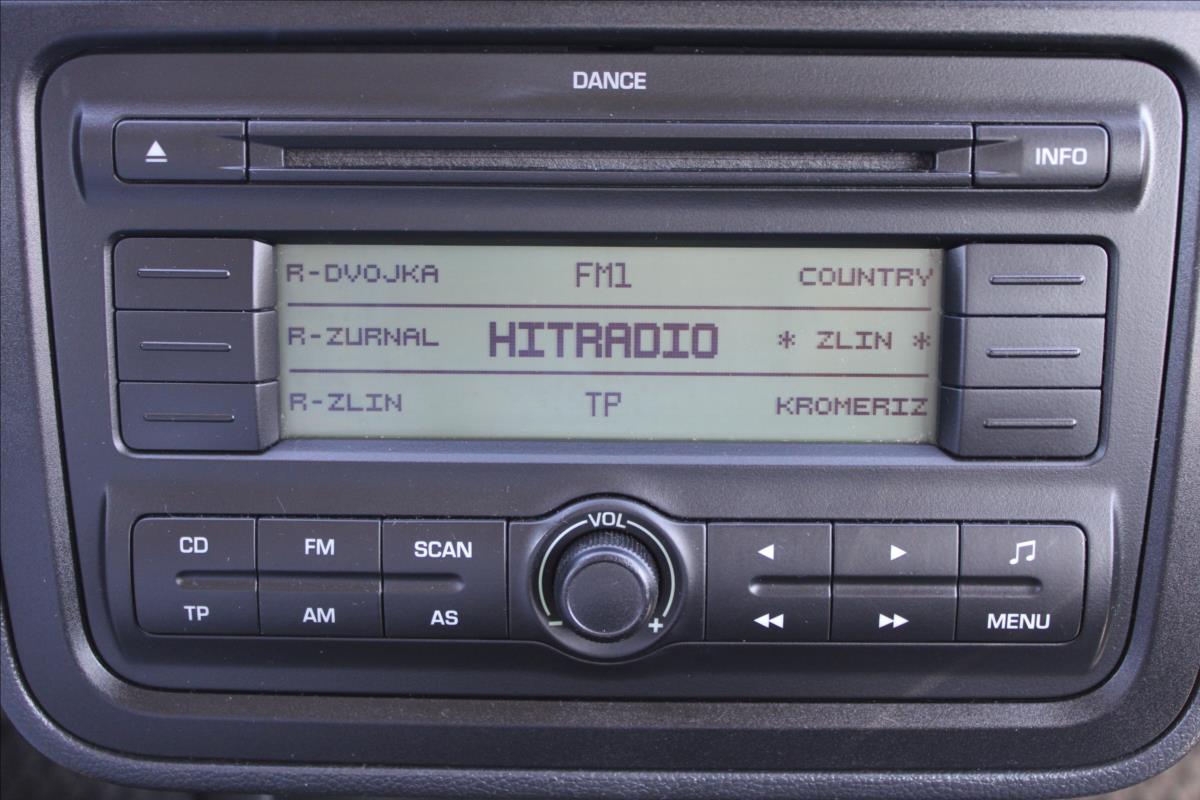 DANCE
INFO
R-DVOJKA FM1 COUNTRY
R-ZURNAL HITRADIO * ZLIN *
R-ZLIN TP KROMERIZ
VOL
CD FM SCAN
TP AM AS
- +
MENU